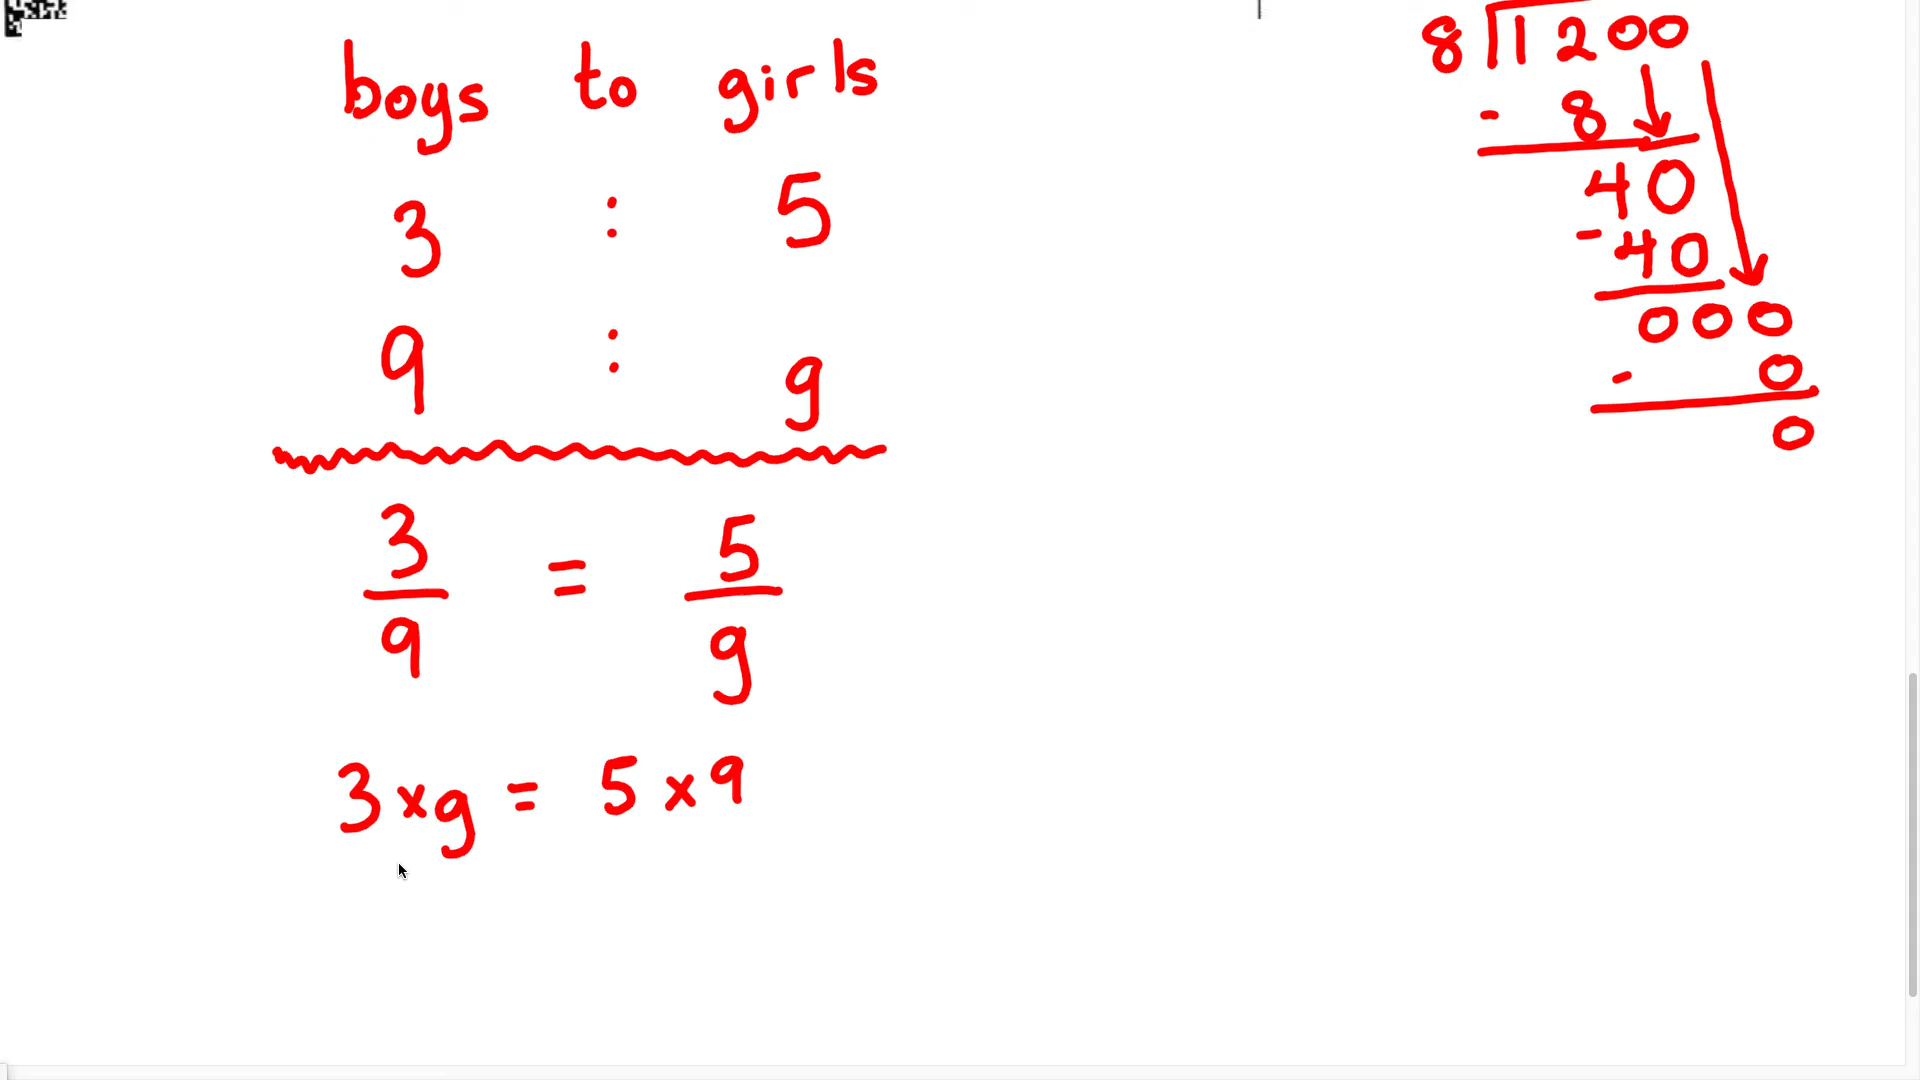 boys to girls
3 : 5
9 : g
3/9 = 5/g
3 x g = 5 x 9
8 1200
- 8
40
- 40
000
- 0
0